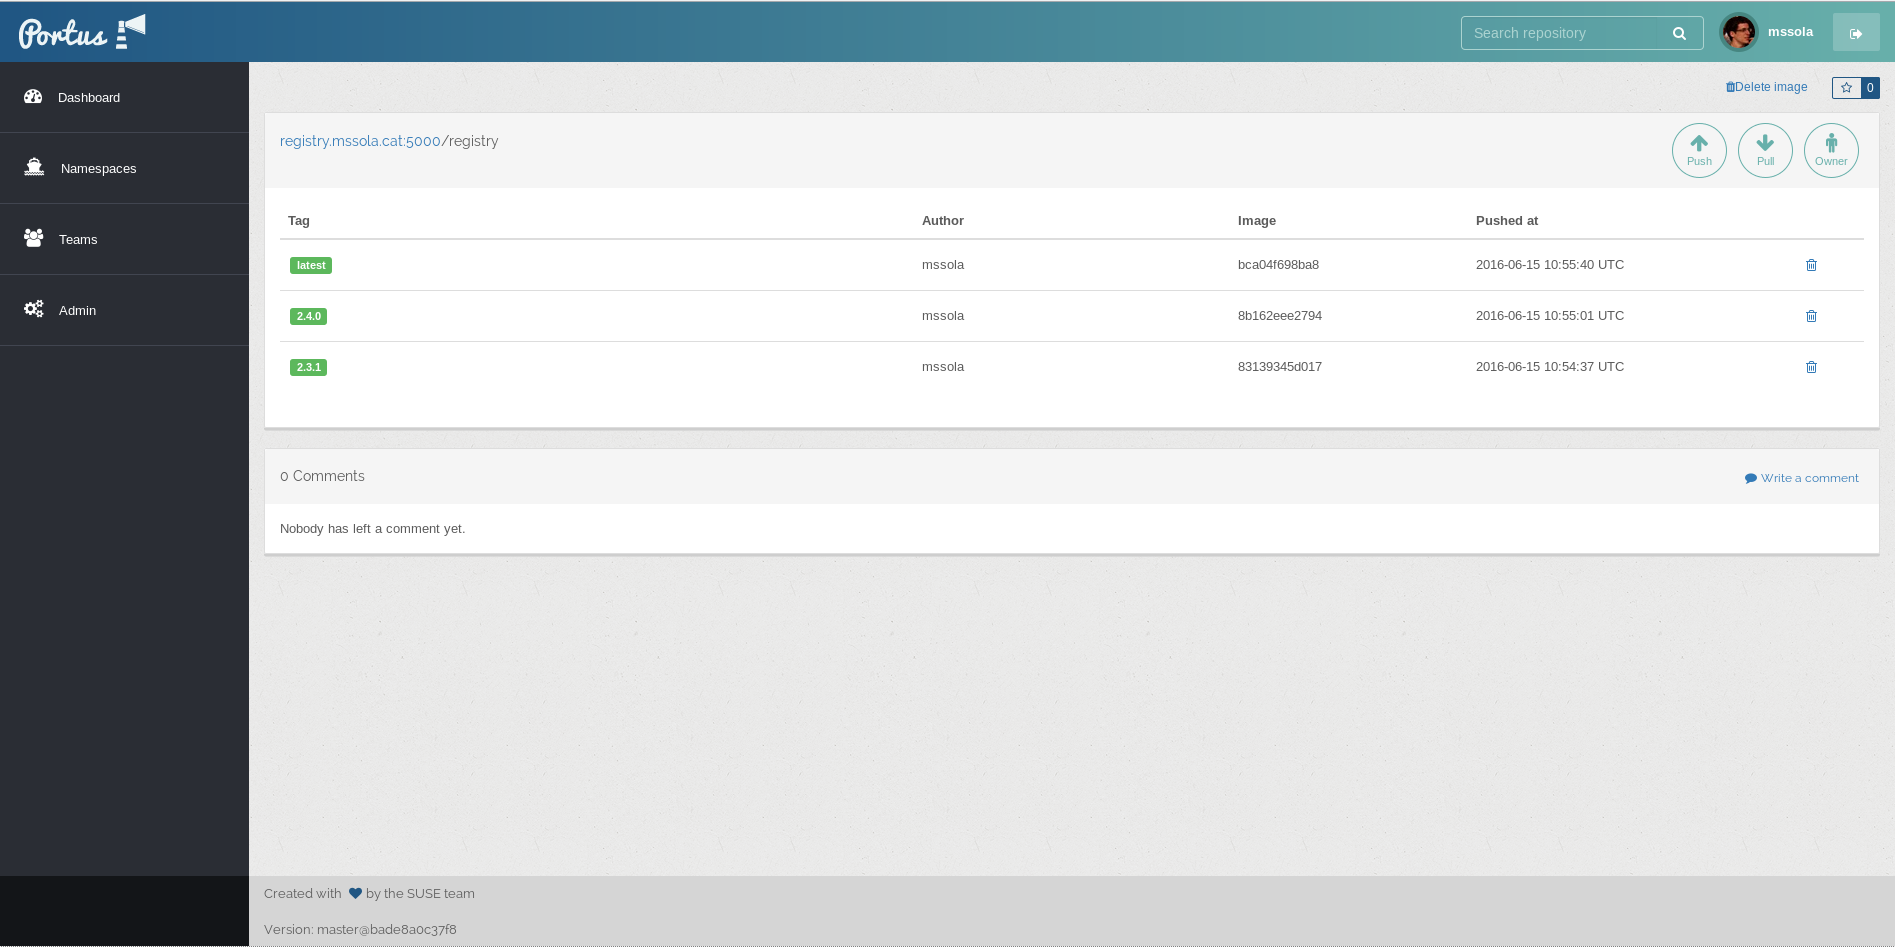 Portus
Search repository
mssola
Dashboard
Namespaces
Teams
Admin
Delete image
0
registry.mssola.cat:5000/registry
Push
Pull
Owner
Tag Author Image Pushed at
latest mssola bca04f698ba8 2016-06-15 10:55:40 UTC
2.4.0 mssola 8b162eee2794 2016-06-15 10:55:01 UTC
2.3.1 mssola 83139345d017 2016-06-15 10:54:37 UTC
0 Comments
Write a comment
Nobody has left a comment yet.
Created with by the SUSE team
Version: master@bade8a0c37f8